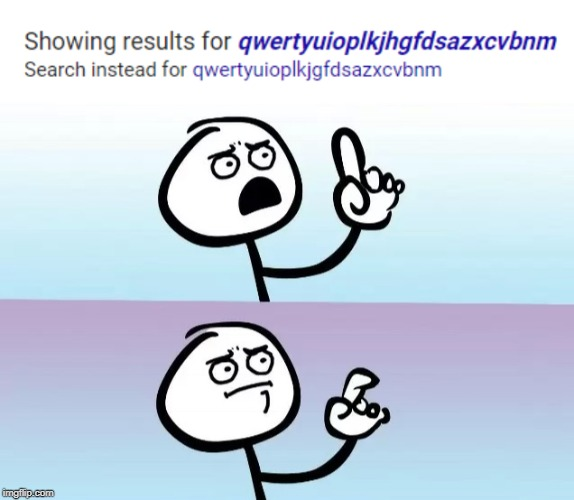 Showing results for qwertyuioplkjhgfdsazxcvbnm
Search instead for qwertyuioplkjgfdsazxcvbnm
imgflip.com